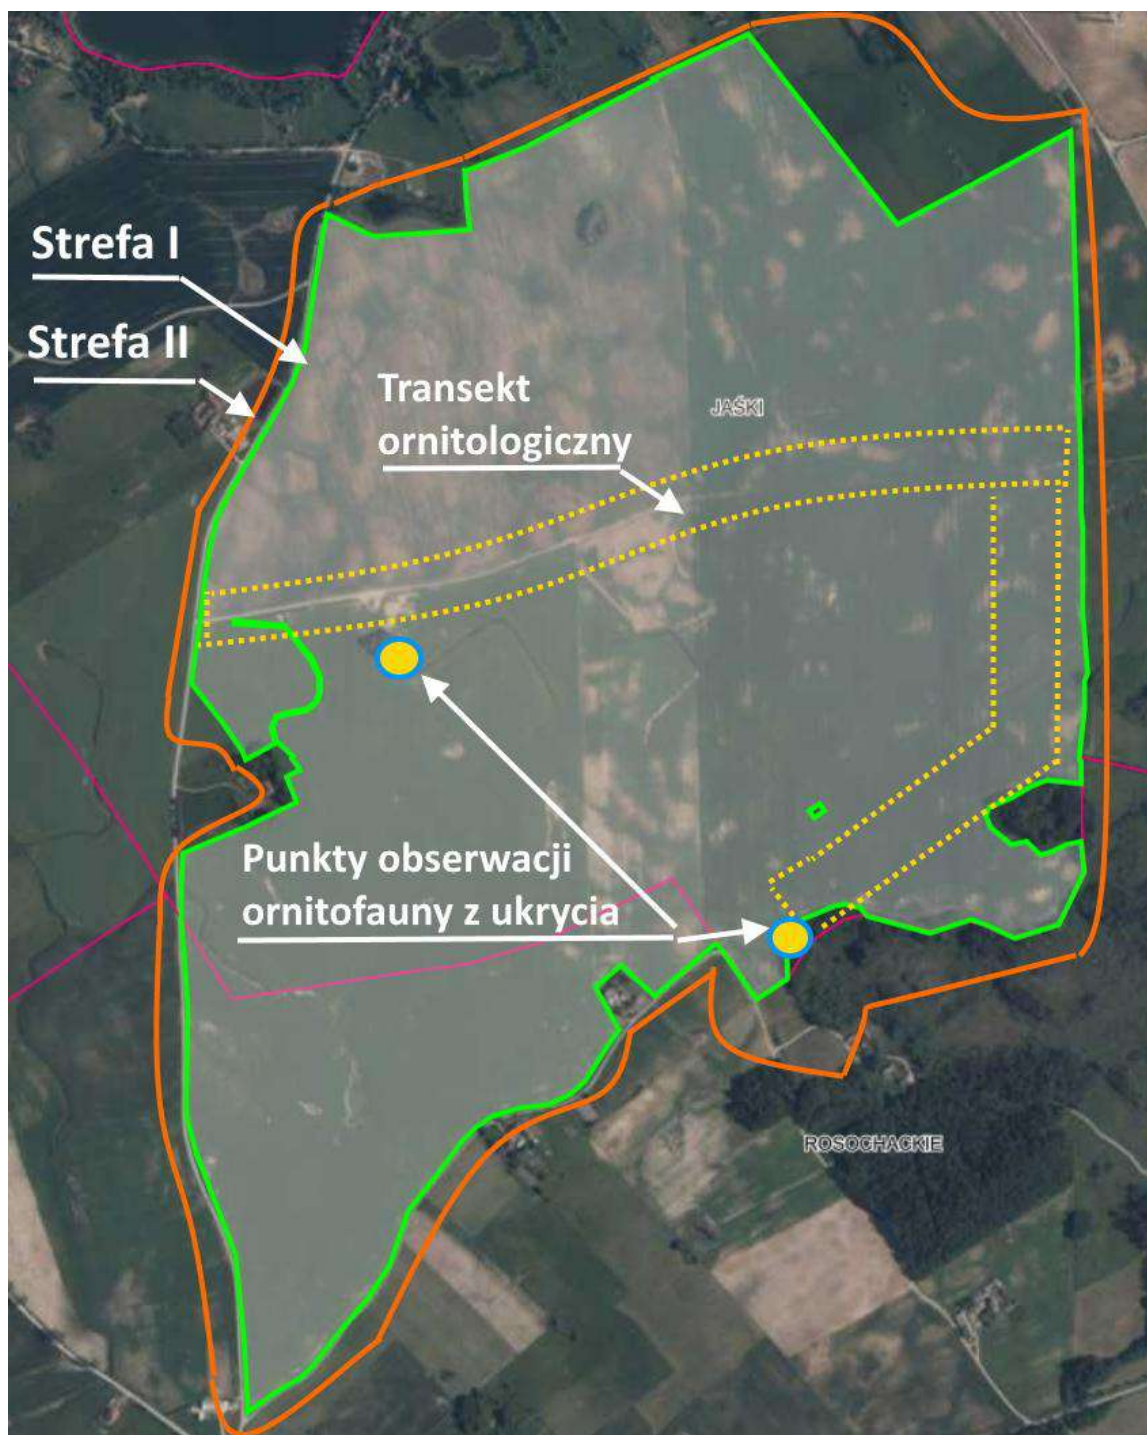 Strefa I
Strefa II
Transekt
ornitologiczny
JAŚKI
Punkty obserwacji
ornitofauny z ukrycia
ROSOCHACKIE